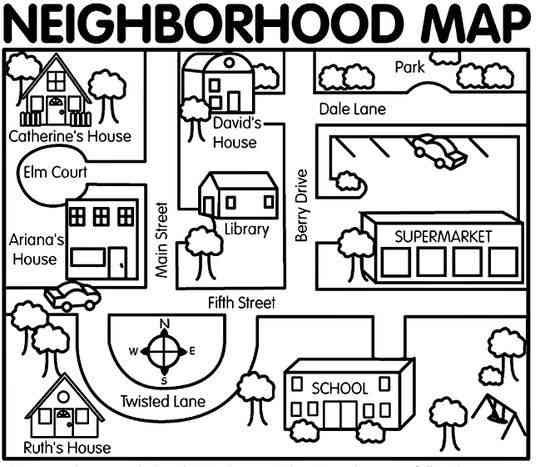 NEIGHBORHOOD MAP
Park
Dale Lane
Catherine's House
David's
House
Elm Court
Ariana's
House
Main Street
Library
Berry Drive
SUPERMARKET
Fifth Street
N
W E
S
Twisted Lane
SCHOOL
Ruth's House